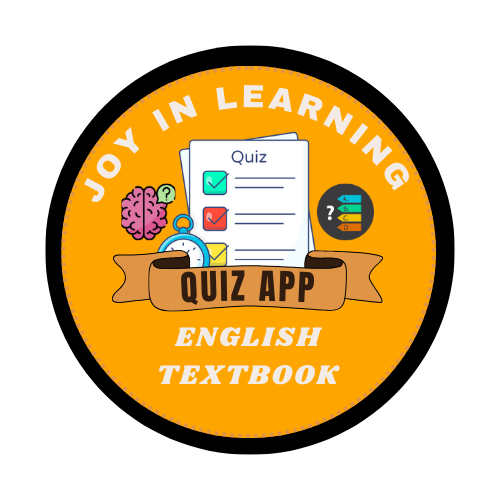 JOY IN LEARNING
Quiz
?
?
A.
B.
C.
D.
QUIZ APP
ENGLISH
TEXTBOOK